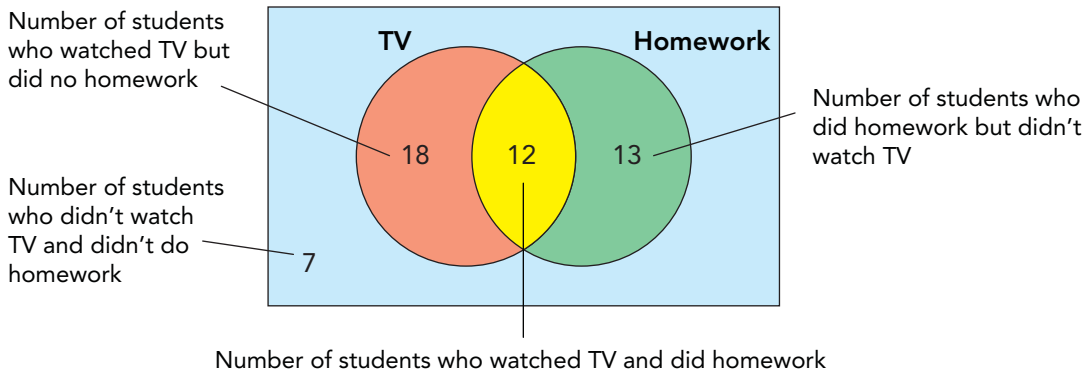 Number of students
who watched TV but
did no homework
TV
Homework
Number of students who
did homework but didn't
watch TV
18
12
13
Number of students
who didn’t watch
TV and didn’t do
homework
7
Number of students who watched TV and did homework